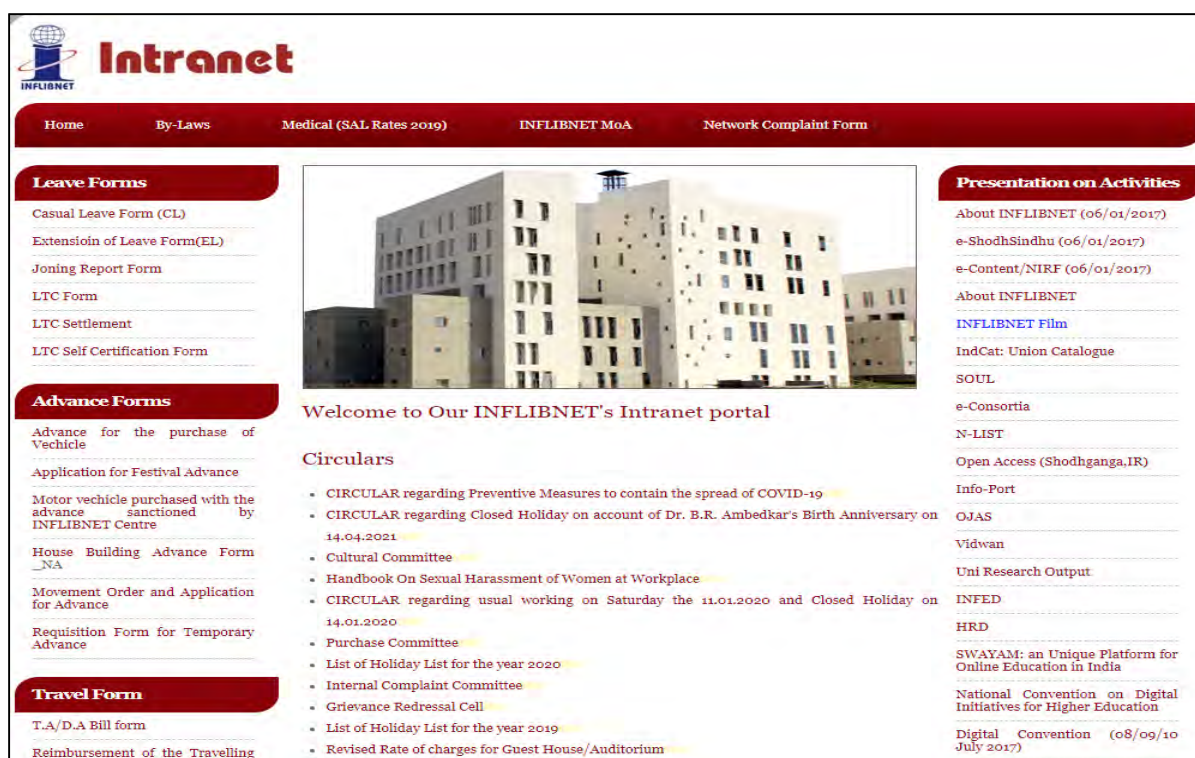 INFLIBNET
Intranet
Home By-Laws Medical (SAL Rates 2019) INFLIBNET MoA Network Complaint Form
Leave Forms
Casual Leave Form (CL)
Extensioin of Leave Form(EL)
Joning Report Form
LTC Form
LTC Settlement
LTC Self Certification Form
Advance Forms
Advance for the purchase of
Vechicle
Application for Festival Advance
Motor vechicle purchased with the
advance sanctioned by
INFLIBNET Centre
House Building Advance Form
_NA
Movement Order and Application
for Advance
Requisition Form for Temporary
Advance
Travel Form
T.A/D.A Bill form
Reimbursement of the Travelling
Welcome to Our INFLIBNET's Intranet portal
Circulars
CIRCULAR regarding Preventive Measures to contain the spread of COVID-19
CIRCULAR regarding Closed Holiday on account of Dr. B.R. Ambedkar's Birth Anniversary on
14.04.2021
Cultural Committee
Handbook On Sexual Harassment of Women at Workplace
CIRCULAR regarding usual working on Saturday the 11.01.2020 and Closed Holiday on
14.01.2020
Purchase Committee
List of Holiday List for the year 2020
Internal Complaint Committee
Grievance Redressal Cell
List of Holiday List for the year 2019
Revised Rate of charges for Guest House/Auditorium
Presentation on Activities
About INFLIBNET (06/01/2017)
e-ShodhSindhu (06/01/2017)
e-Content/NIRF (06/01/2017)
About INFLIBNET
INFLIBNET Film
IndCat: Union Catalogue
SOUL
e-Consortia
N-LIST
Open Access (Shodhganga,IR)
Info-Port
OJAS
Vidwan
Uni Research Output
INFED
HRD
SWAYAM: an Unique Platform for
Online Education in India
National Convention on Digital
Initiatives for Higher Education
Digital Convention (08/09/10
July 2017)